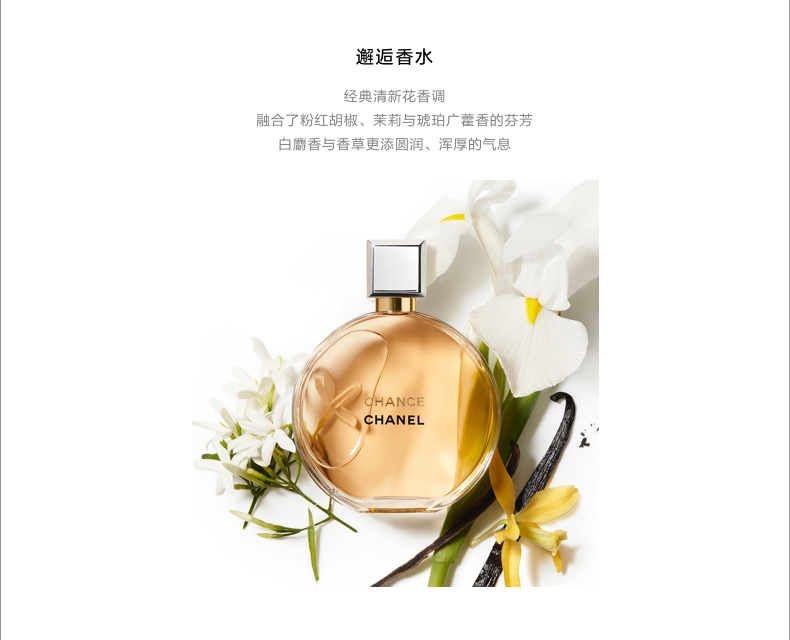 邂逅香水
经典清新花香调
融合了粉红胡椒、茉莉与琥珀广藿香的芬芳
白麝香与香草更添圆润、浑厚的气息
CHANCE
CHANEL